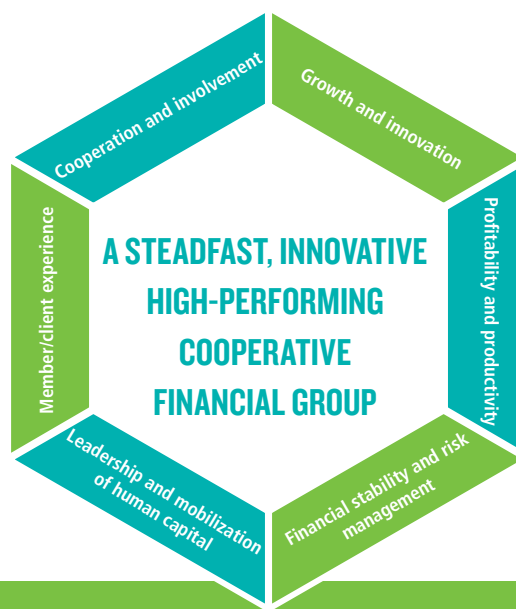 Cooperation and involvement
Growth and innovation
Member/client experience
A STEADFAST, INNOVATIVE
HIGH-PERFORMING
COOPERATIVE
FINANCIAL GROUP
Profitability and productivity
Leadership and mobilization
of human capital
Financial stability and risk
management